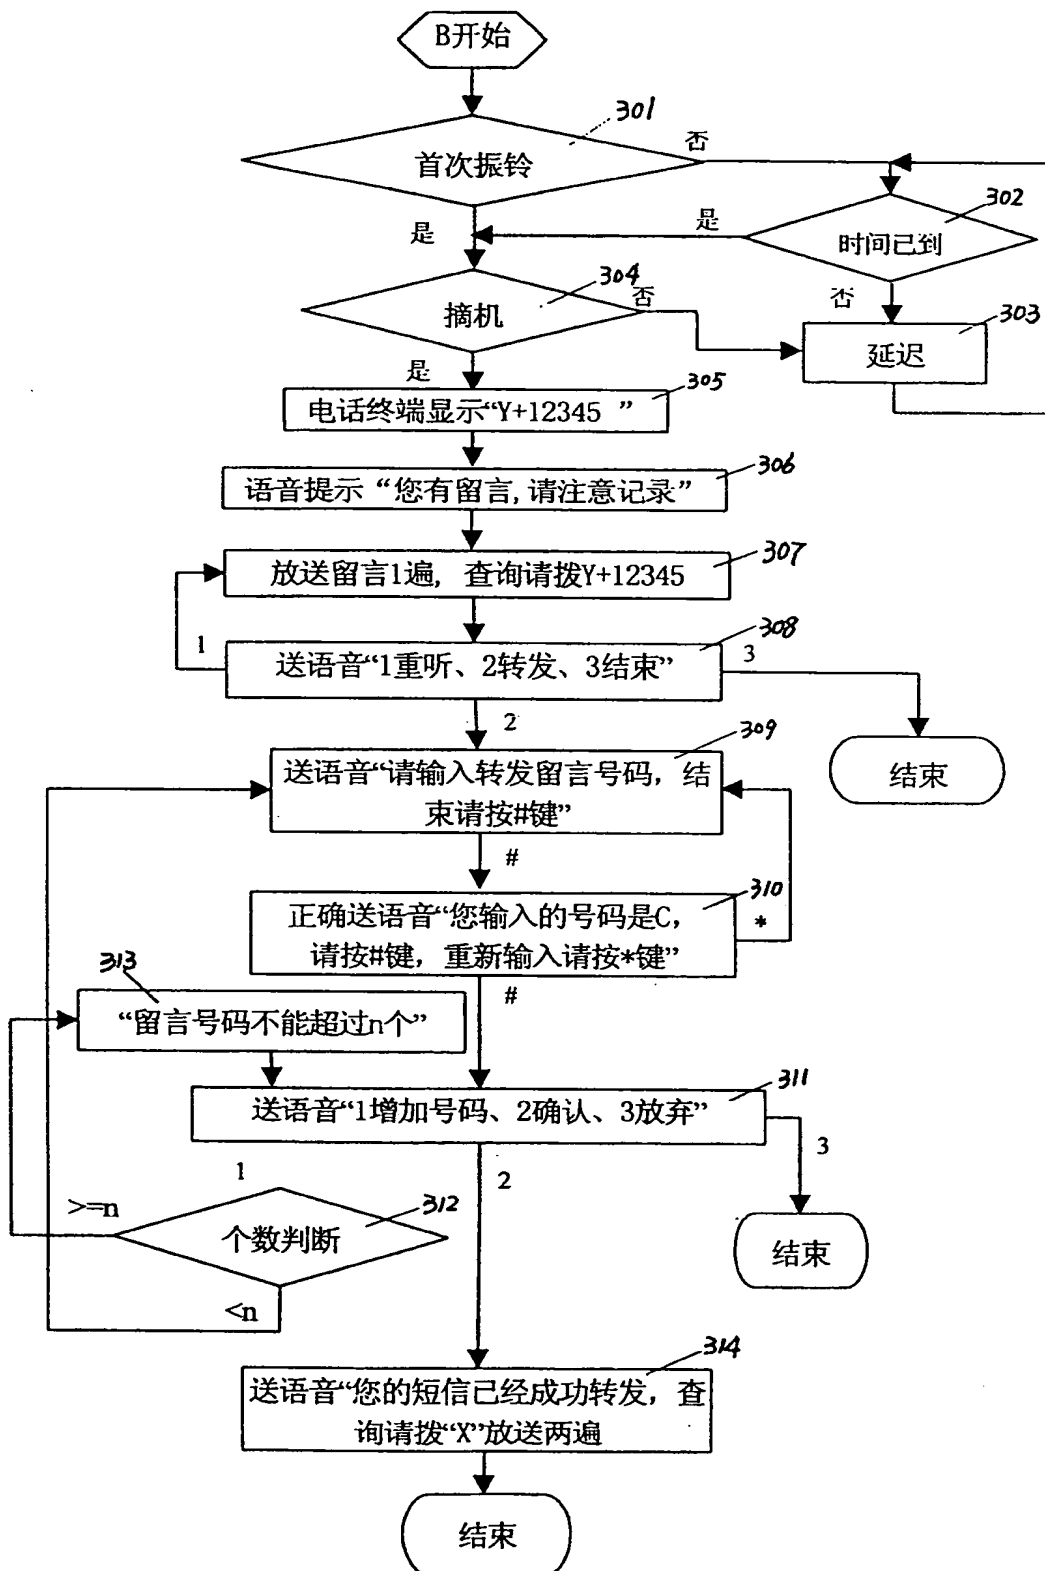 B开始
301
首次振铃
否
302
时间已到
是
是
304
摘机
否
否
303
延迟
是
305
电话终端显示“Y+12345 ”
306
语音提示“您有留言,请注意记录”
307
放送留言1遍, 查询请拨Y+12345
308
1
送语音“1重听、2转发、3结束”
3
2
309
结束
送语音“请输入转发留言号码, 结
束请按#键”
#
310
正确送语音“您输入的号码是C,
请按#键, 重新输入请按*键”
*
313
#
“留言号码不能超过n个”
311
送语音“1增加号码、2确认、3放弃”
3
1
2
>=n
312
个数判断
结束
<n
314
送语音“您的短信已经成功转发, 查
询请拨“X”放送两遍
结束